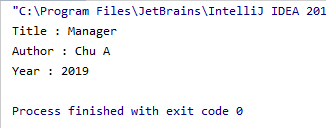 "C:\Program Files\JetBrains\IntelliJ IDEA 201
Title : Manager
Author : Chu A
Year : 2019
Process finished with exit code 0